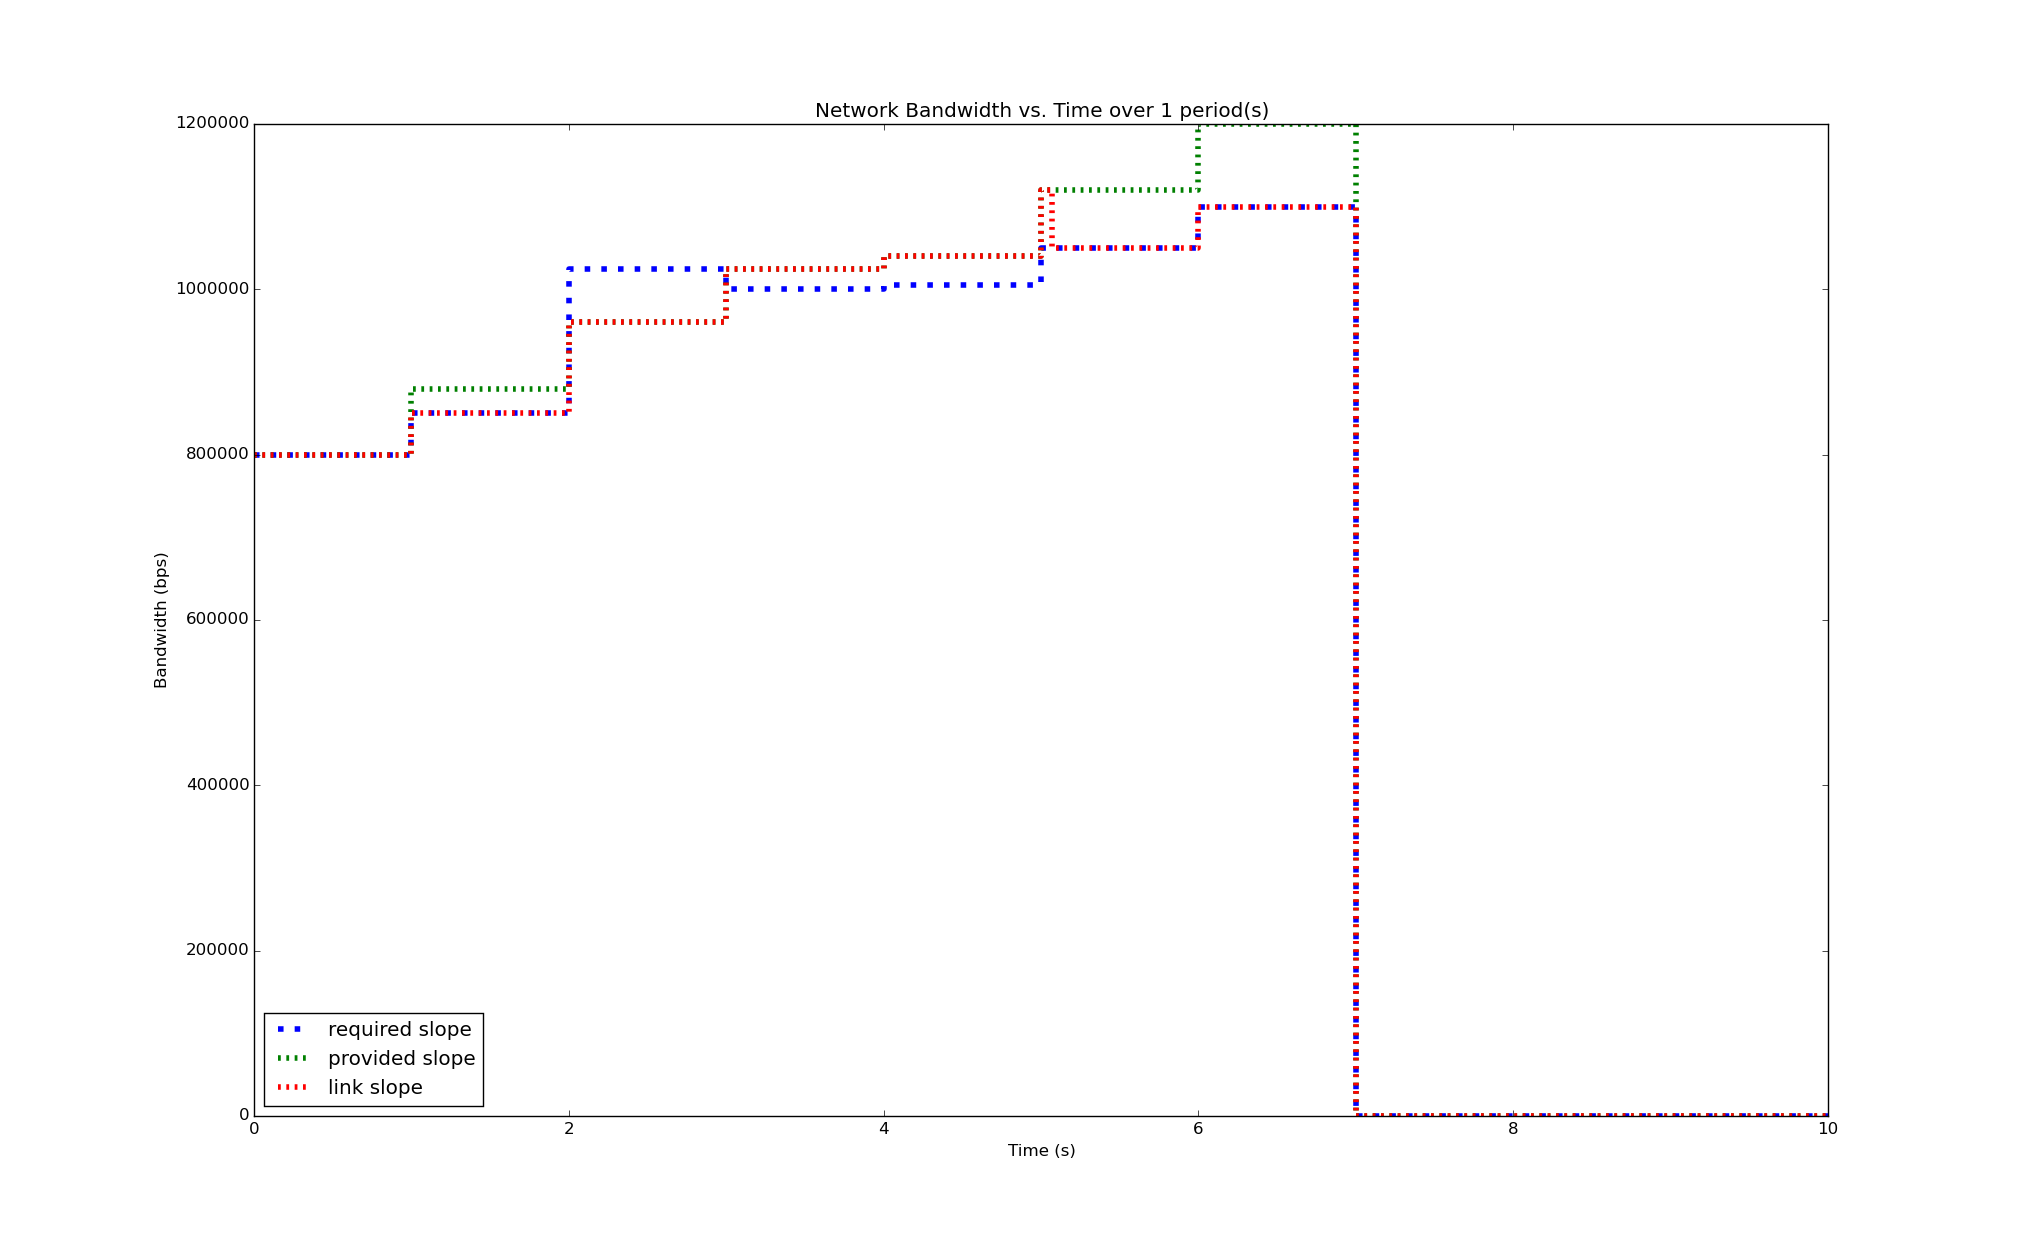 Network Bandwidth vs. Time over 1 period(s)
1200000
1000000
800000
600000
400000
200000
0
Bandwidth (bps)
required slope
provided slope
link slope
0 2 4 6 8 10
Time (s)